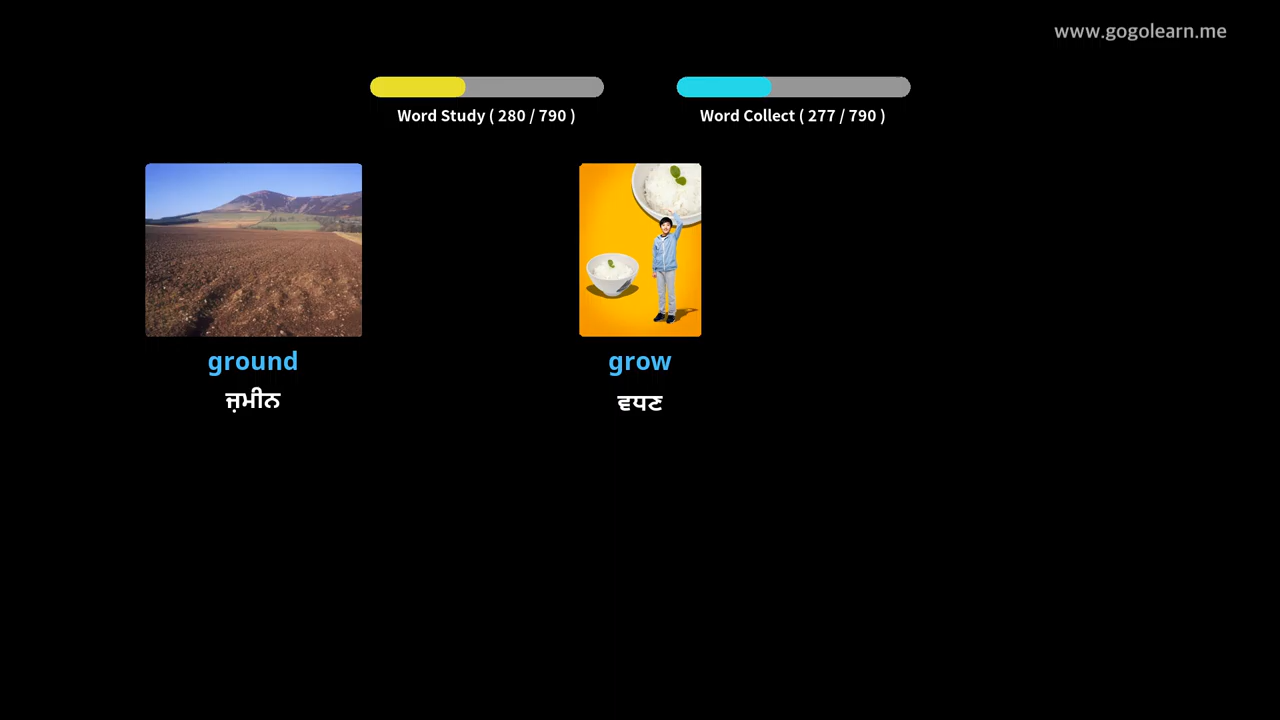 www.gogolearn.me
Word Study ( 280 / 790 )
Word Collect ( 277 / 790 )
ground
grow
ਜ਼ਮੀਨ
ਵਧਣ